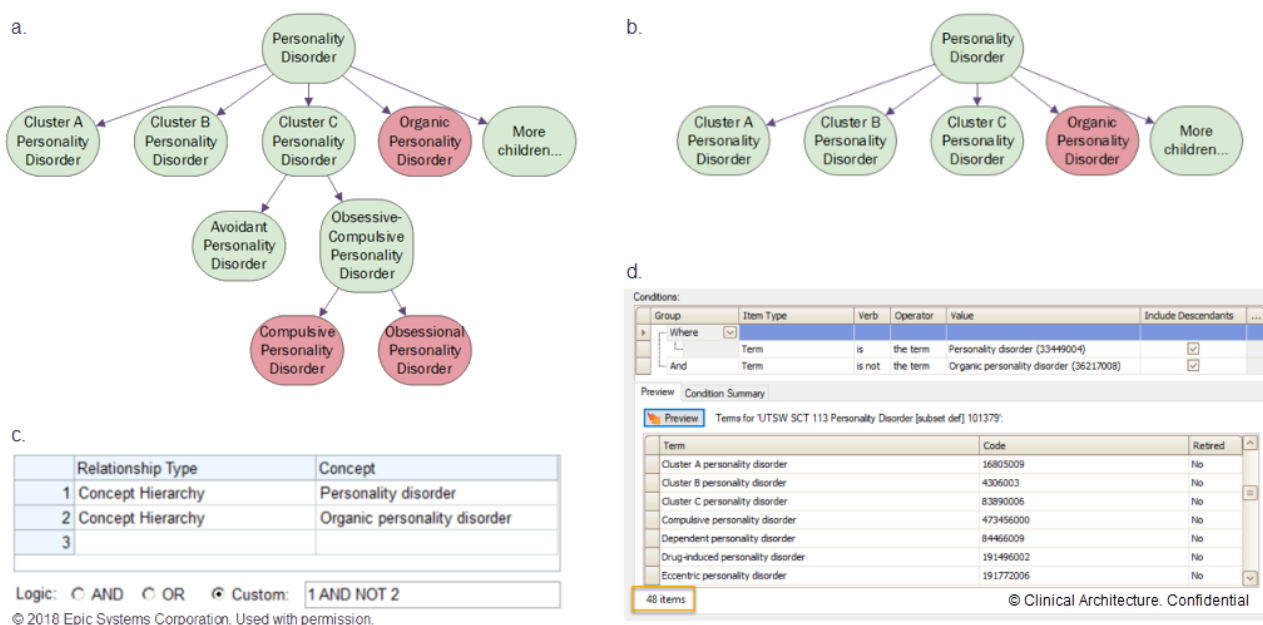 a.
Personality
Disorder
Cluster A
Personality
Disorder
Cluster B
Personality
Disorder
Cluster C
Personality
Disorder
Organic
Personality
Disorder
More
children...
Avoidant
Personality
Disorder
Obsessive-
Compulsive
Personality
Disorder
Compulsive
Personality
Disorder
Obsessional
Personality
Disorder
b.
Personality
Disorder
Cluster A
Personality
Disorder
Cluster B
Personality
Disorder
Cluster C
Personality
Disorder
Organic
Personality
Disorder
More
children...
c.
Relationship Type Concept
1 Concept Hierarchy Personality disorder
2 Concept Hierarchy Organic personality disorder
3
Logic: AND OR Custom: 1 AND NOT 2
© 2018 Epic Systems Corporation. Used with permission.
d.
Conditions:
Group Item Type Verb Operator Value Include Descendants ...
Where
Term is the term Personality disorder (33449004)
And Term is not the term Organic personality disorder (36217008)
Preview Condition Summary
Preview Terms for 'UTSW SCT 113 Personality Disorder [subset def] 101379':
Term Code Retired
Cluster A personality disorder 16805009 No
Cluster B personality disorder 4306003 No
Cluster C personality disorder 83890006 No
Compulsive personality disorder 473456000 No
Dependent personality disorder 84466009 No
Drug-induced personality disorder 191496002 No
Eccentric personality disorder 191772006 No
48 items
© Clinical Architecture. Confidential